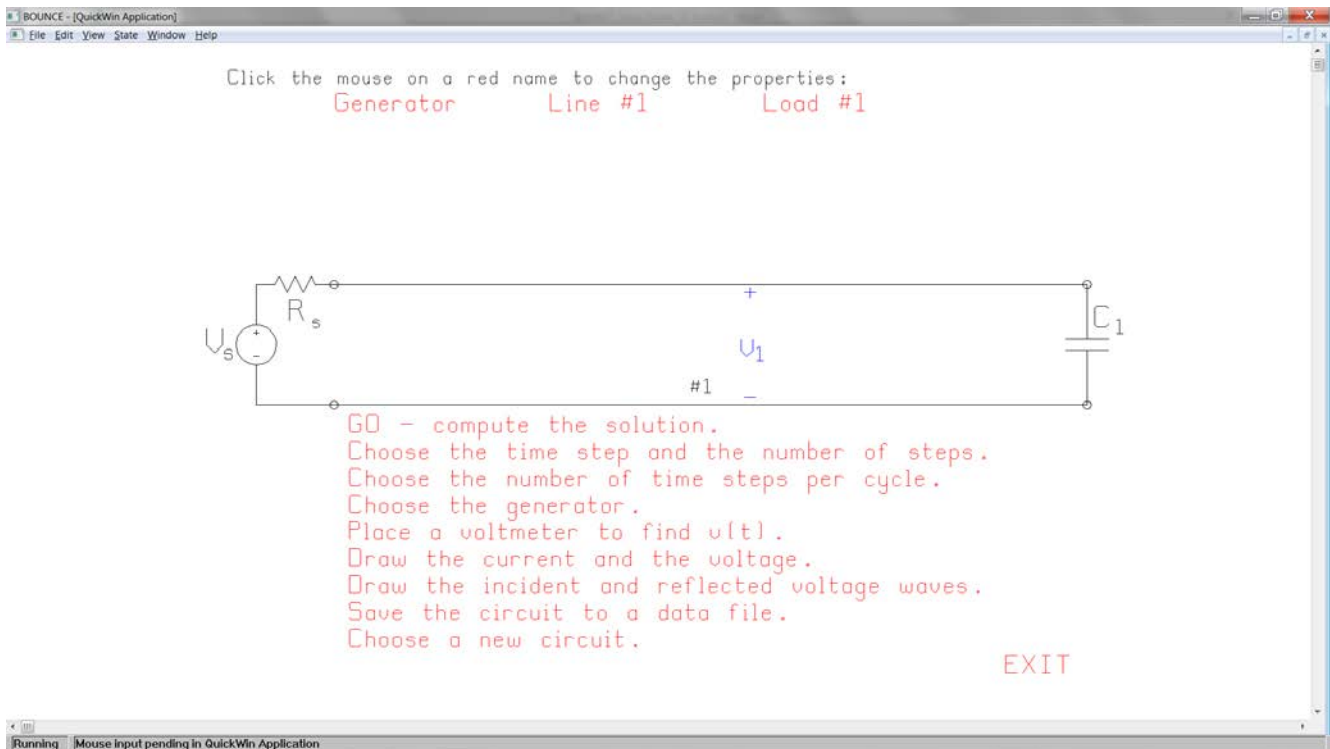 BOUNCE - [QuickWin Application]
File Edit View State Window Help
Click the mouse on a red name to change the properties:
Generator Line #1 Load #1
+
R s
C 1
V s
+
-
V 1
#1
-
GO - compute the solution.
Choose the time step and the number of steps.
Choose the number of time steps per cycle.
Choose the generator.
Place a voltmeter to find v(t).
Draw the current and the voltage.
Draw the incident and reflected voltage waves.
Save the circuit to a data file.
Choose a new circuit.
EXIT
Running Mouse input pending in QuickWin Application